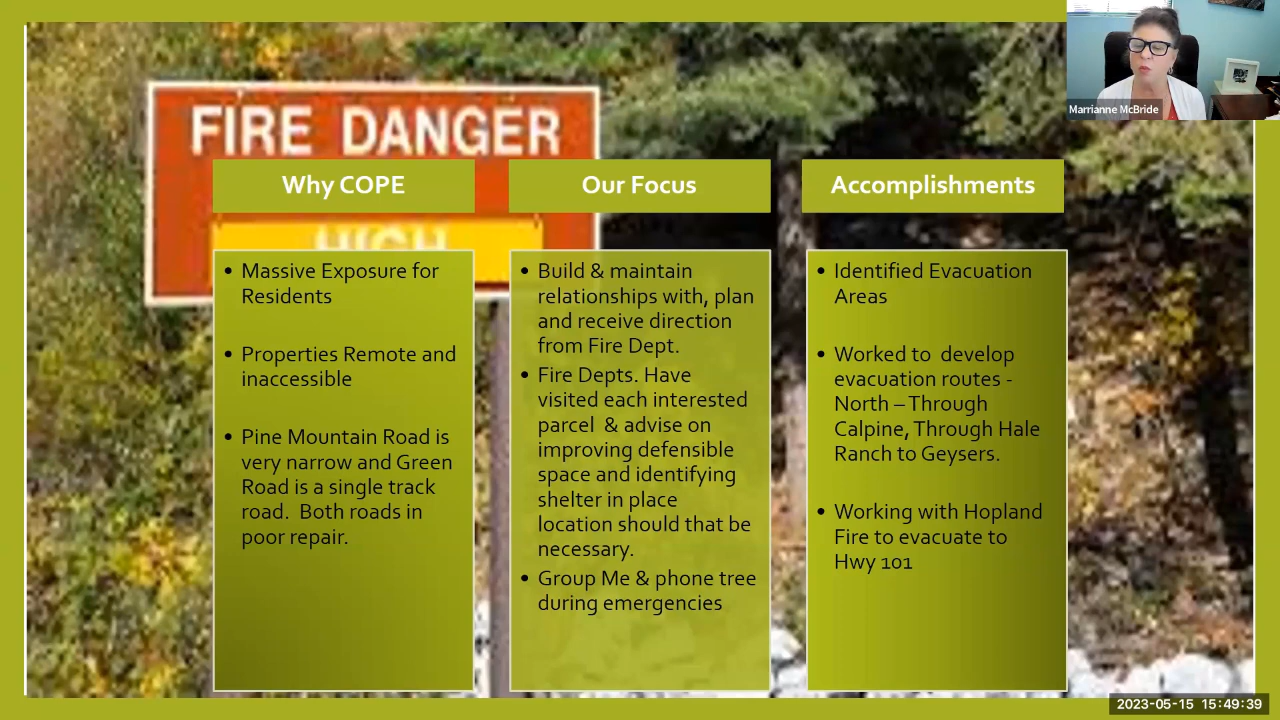 FIRE DANGER
HIGH
Marrianne McBride
Why COPE
• Massive Exposure for
Residents
• Properties Remote and
inaccessible
• Pine Mountain Road is
very narrow and Green
Road is a single track
road.  Both roads in
poor repair.
Our Focus
• Build & maintain
relationships with, plan
and receive direction
from Fire Dept.
• Fire Depts. Have
visited each interested
parcel  & advise on
improving defensible
space and identifying
shelter in place
location should that be
necessary.
• Group Me & phone tree
during emergencies
Accomplishments
• Identified Evacuation
Areas
• Worked to  develop
evacuation routes -
North – Through
Calpine, Through Hale
Ranch to Geysers.
• Working with Hopland
Fire to evacuate to
Hwy 101
2023-05-15 15:49:39